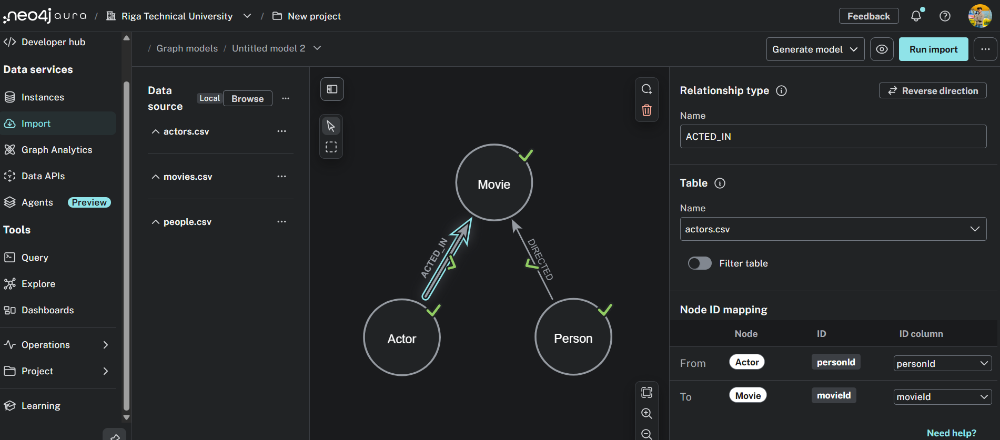 neo4j aura / Riga Technical University / New project Feedback
Developer hub
Data services
Instances
Import
Graph Analytics
Data APIs
Agents Preview
Tools
Query
Explore
Dashboards
Operations
Project
Learning
/ Graph models / Untitled model 2
Generate model Run import
Data source Local Browse
actors.csv
movies.csv
people.csv
Movie
ACTED_IN
DIRECTED
Actor
Person
Relationship type Reverse direction
Name
ACTED_IN
Table
Name
actors.csv
Filter table
Node ID mapping
Node ID ID column
From Actor personId personId
To Movie movieId movieId
Need help?